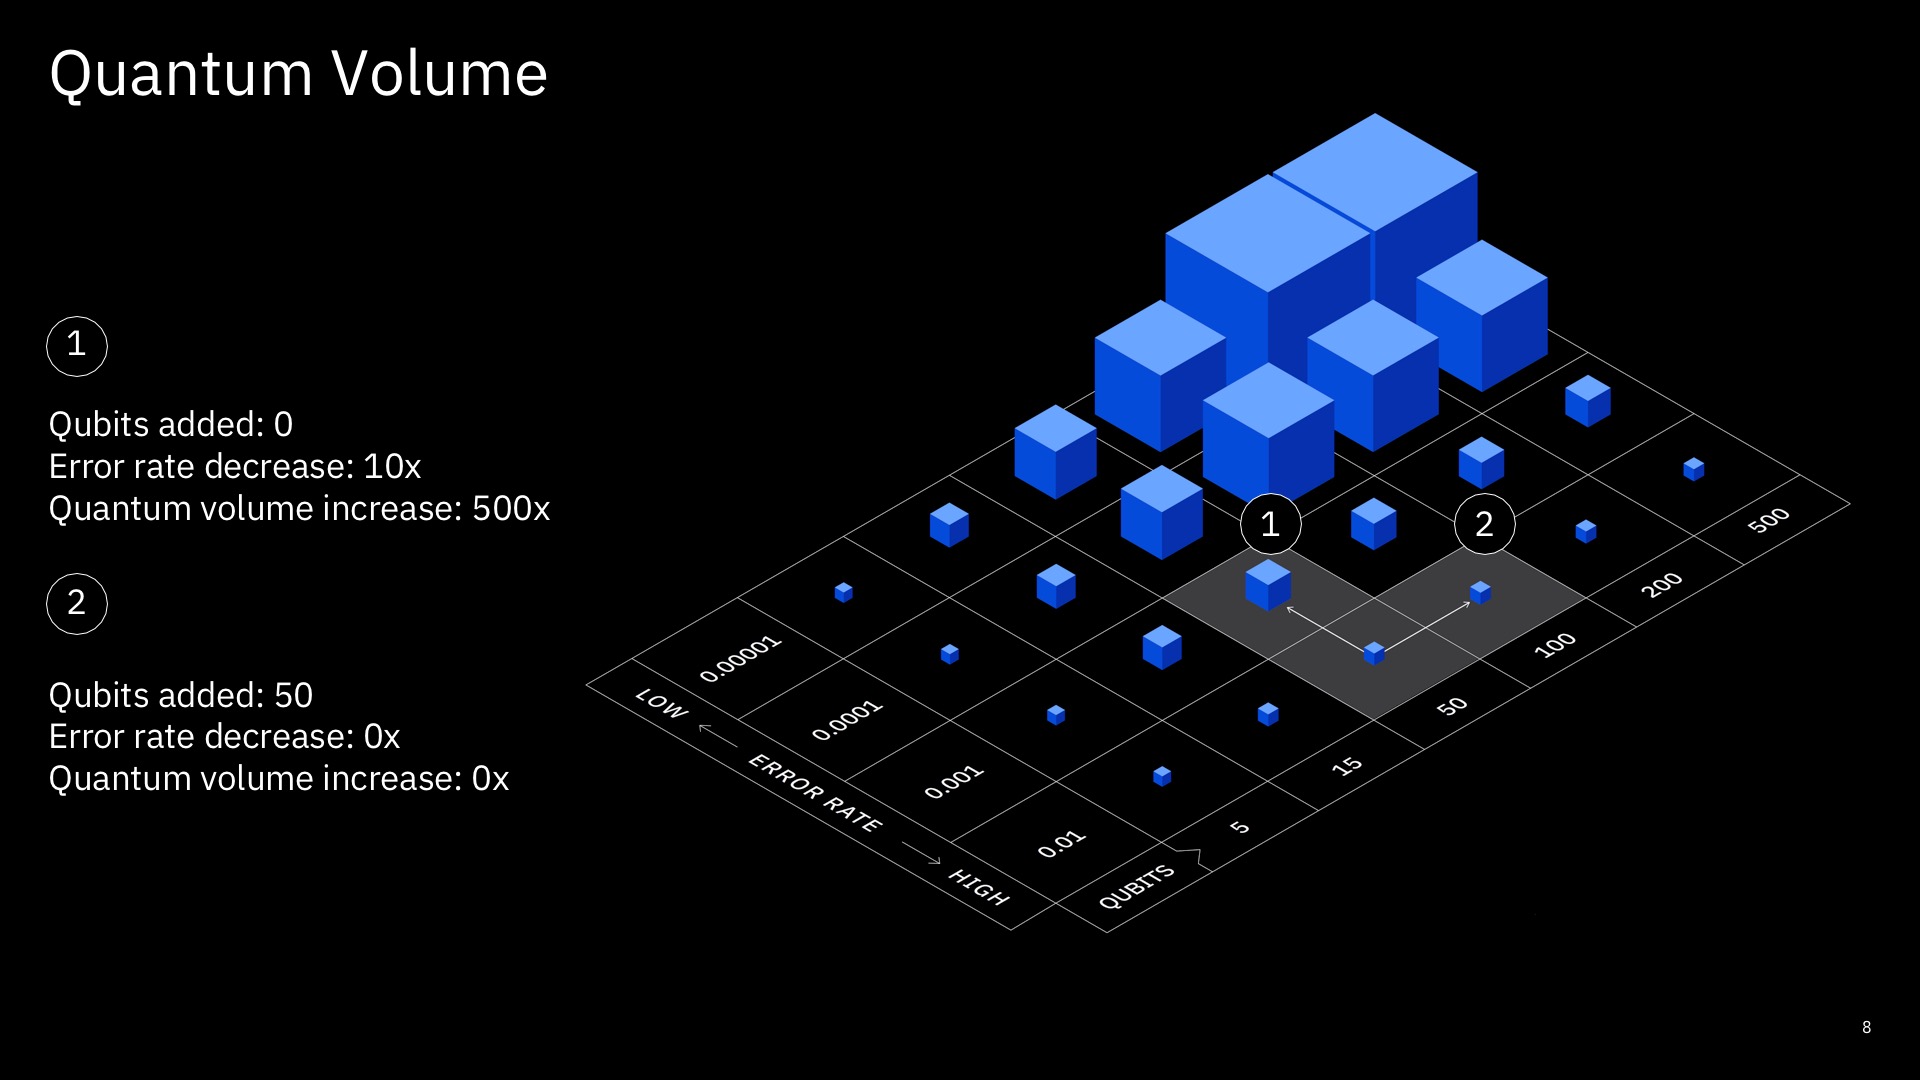 Quantum Volume
1
Qubits added: 0
Error rate decrease: 10x
Quantum volume increase: 500x
2
Qubits added: 50
Error rate decrease: 0x
Quantum volume increase: 0x
1
2
0.00001
0.0001
0.001
0.01
LOW ← ERROR RATE → HIGH
QUBITS
5
15
50
100
200
500
8